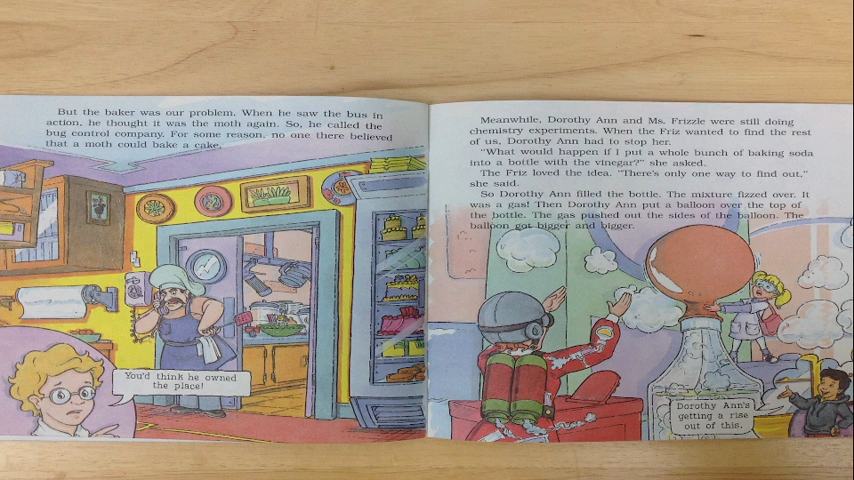 But the baker was our problem. When he saw the bus in
action, he thought it was the moth again. So, he called the
bug control company. For some reason, no one there believed
that a moth could bake a cake.
You'd think he owned
the place!
Meanwhile, Dorothy Ann and Ms. Frizzle were still doing
chemistry experiments. When the Friz wanted to find the rest
of us, Dorothy Ann had to stop her.
"What would happen if I put a whole bunch of baking soda
into a bottle with the vinegar?" she asked.
The Friz loved the idea. "There's only one way to find out,"
she said.
So Dorothy Ann filled the bottle. The mixture fizzed over. It
was a gas! Then Dorothy Ann put a balloon over the top of
the bottle. The gas pushed out the sides of the balloon. The
balloon got bigger and bigger.
Dorothy Ann's
getting a rise
out of this.